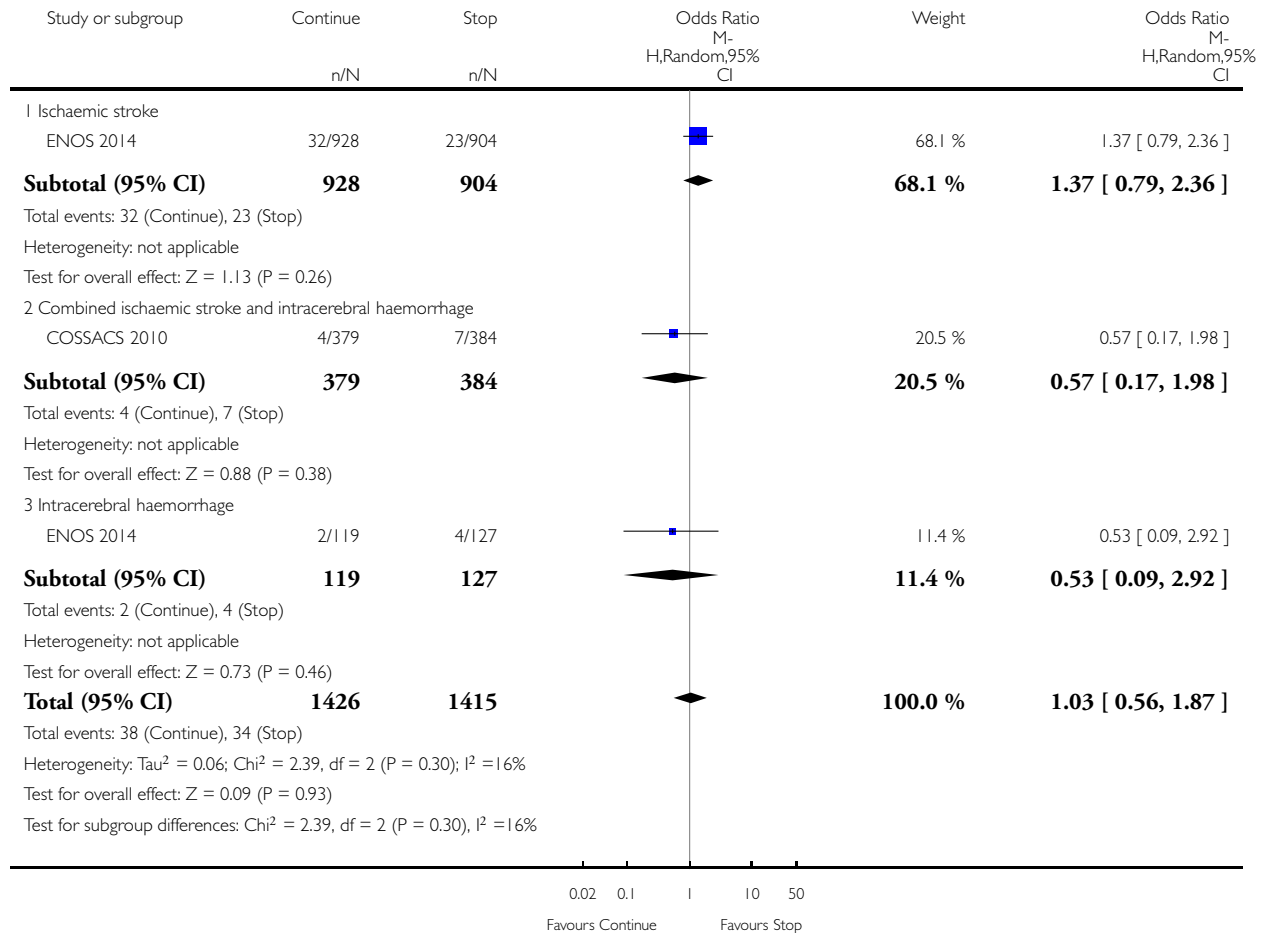 Study or subgroup Continue Stop Odds Ratio Weight Odds Ratio
M- M-
H,Random,95% H,Random,95%
n/N n/N CI CI
1 Ischaemic stroke
ENOS 2014 32/928 23/904 68.1 % 1.37 [ 0.79, 2.36 ]
Subtotal (95% CI) 928 904 68.1 % 1.37 [ 0.79, 2.36 ]
Total events: 32 (Continue), 23 (Stop)
Heterogeneity: not applicable
Test for overall effect: Z = 1.13 (P = 0.26)
2 Combined ischaemic stroke and intracerebral haemorrhage
COSSACS 2010 4/379 7/384 20.5 % 0.57 [ 0.17, 1.98 ]
Subtotal (95% CI) 379 384 20.5 % 0.57 [ 0.17, 1.98 ]
Total events: 4 (Continue), 7 (Stop)
Heterogeneity: not applicable
Test for overall effect: Z = 0.88 (P = 0.38)
3 Intracerebral haemorrhage
ENOS 2014 2/119 4/127 11.4 % 0.53 [ 0.09, 2.92 ]
Subtotal (95% CI) 119 127 11.4 % 0.53 [ 0.09, 2.92 ]
Total events: 2 (Continue), 4 (Stop)
Heterogeneity: not applicable
Test for overall effect: Z = 0.73 (P = 0.46)
Total (95% CI) 1426 1415 100.0 % 1.03 [ 0.56, 1.87 ]
Total events: 38 (Continue), 34 (Stop)
Heterogeneity: Tau² = 0.06; Chi² = 2.39, df = 2 (P = 0.30); I² =16%
Test for overall effect: Z = 0.09 (P = 0.93)
Test for subgroup differences: Chi² = 2.39, df = 2 (P = 0.30), I² =16%
0.02 0.1 1 10 50
Favours Continue Favours Stop